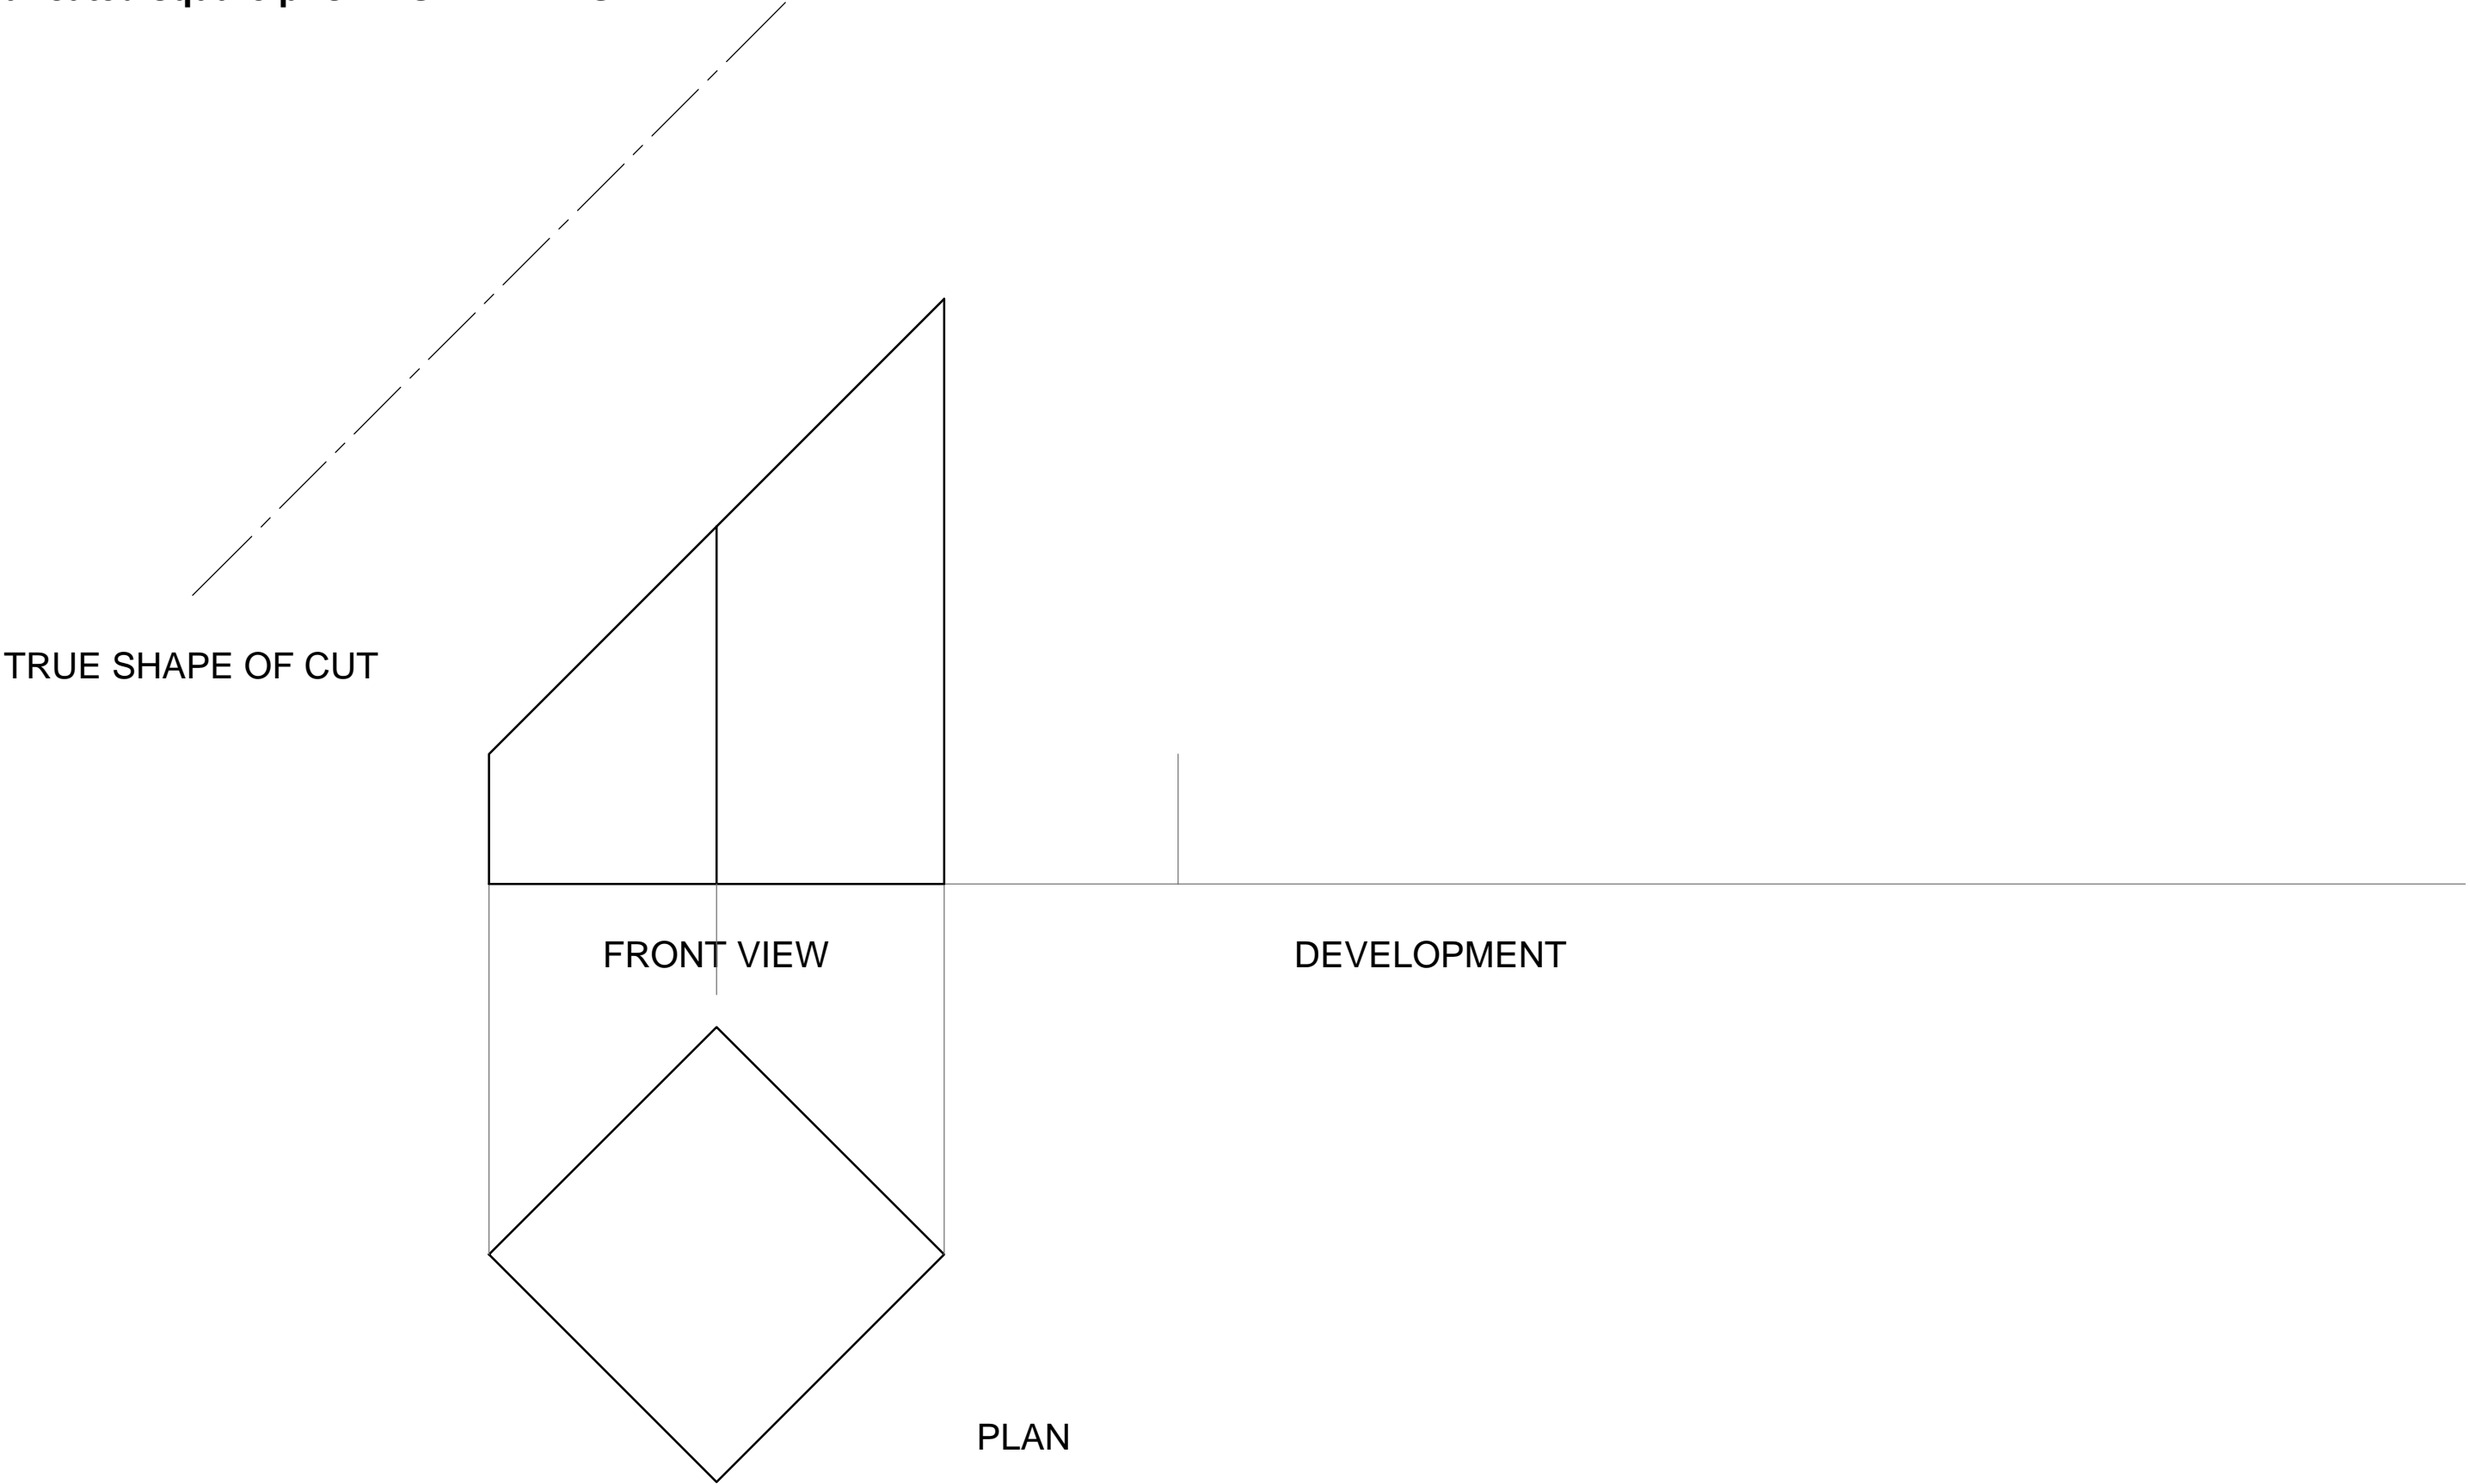 TRUE SHAPE OF CUT
FRONT VIEW
DEVELOPMENT
PLAN